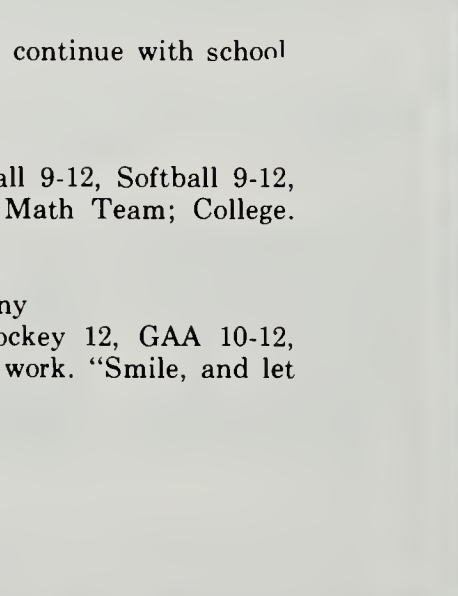 continue with school
all 9-12, Softball 9-12,
Math Team; College.
ny
ockey 12, GAA 10-12,
work. “Smile, and let